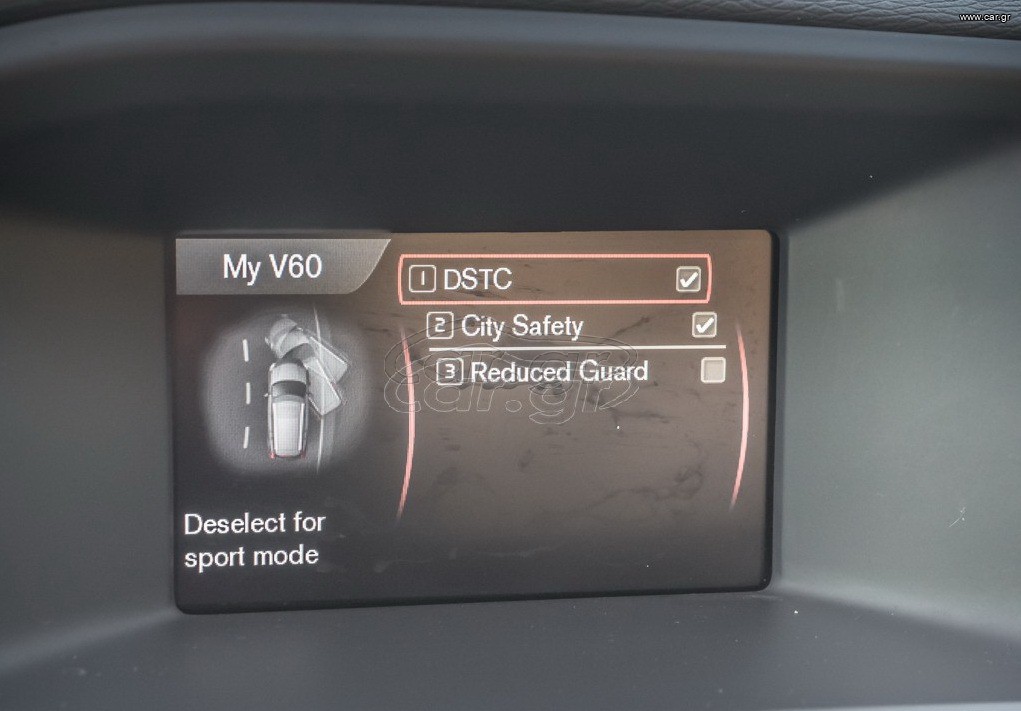 www.car.gr
My V60
1 DSTC
2 City Safety
3 Reduced Guard
car.gr
Deselect for
sport mode